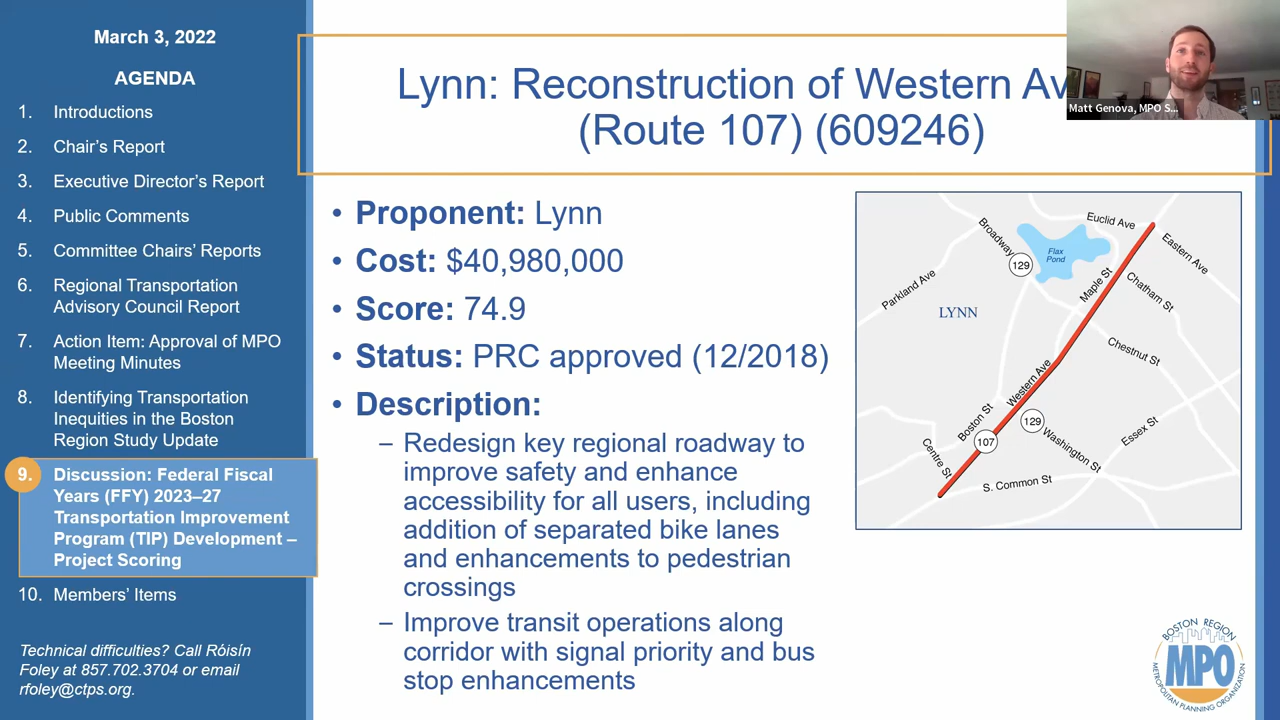 March 3, 2022
AGENDA
1. Introductions
2. Chair's Report
3. Executive Director's Report
4. Public Comments
5. Committee Chairs' Reports
6. Regional Transportation
Advisory Council Report
7. Action Item: Approval of MPO
Meeting Minutes
8. Identifying Transportation
Inequities in the Boston
Region Study Update
9. Discussion: Federal Fiscal
Years (FFY) 2023–27
Transportation Improvement
Program (TIP) Development –
Project Scoring
10. Members' Items
Technical difficulties? Call Róisín
Foley at 857.702.3704 or email
rfoley@ctps.org.
Lynn: Reconstruction of Western Av
(Route 107) (609246)
Matt Genova, MPO S...
• Proponent: Lynn
• Cost: $40,980,000
• Score: 74.9
• Status: PRC approved (12/2018)
• Description:
– Redesign key regional roadway to
improve safety and enhance
accessibility for all users, including
addition of separated bike lanes
and enhancements to pedestrian
crossings
– Improve transit operations along
corridor with signal priority and bus
stop enhancements
Euclid Ave
Broadway
129
Flax
Pond
Eastern Ave
Parkland Ave
Maple St
Chatham St
LYNN
Chestnut St
Western Ave
Boston St
129
107
Washington St
Essex St
Centre St
S. Common St
BOSTON REGION
MPO
METROPOLITAN PLANNING ORGANIZATION